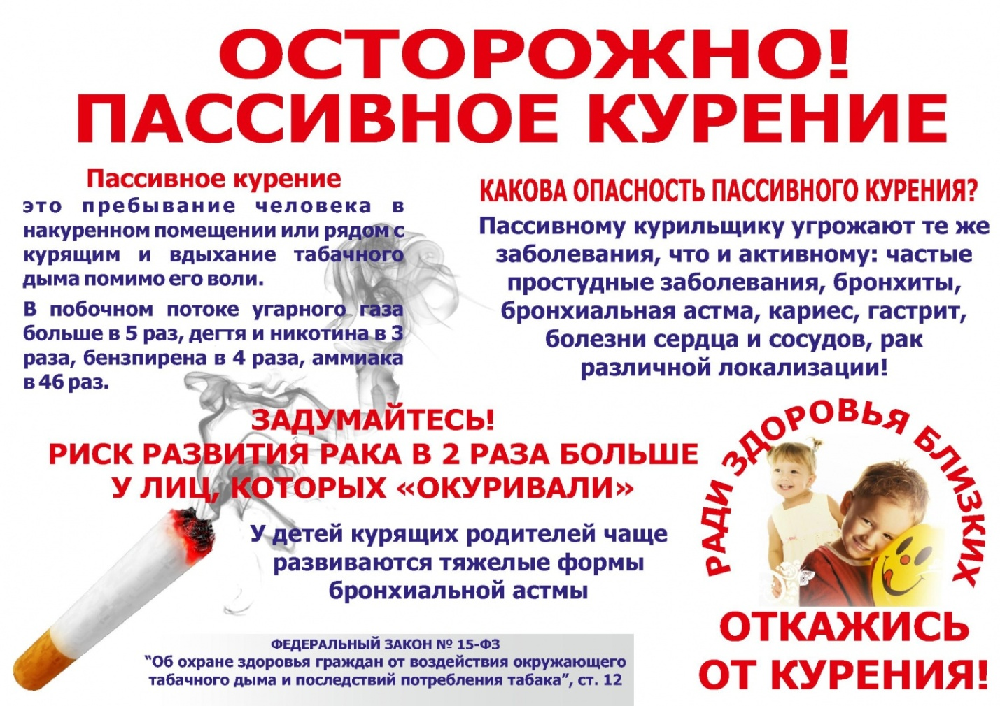 ОСТОРОЖНО!
ПАССИВНОЕ КУРЕНИЕ
Пассивное курение
это пребывание человека в
накуренном помещении или рядом с
курящим и вдыхание табачного
дыма помимо его воли.
В побочном потоке угарного газа
больше в 5 раз, дегтя и никотина в 3
раза, бензпирена в 4 раза, аммиака
в 46 раз.
КАКОВА ОПАСНОСТЬ ПАССИВНОГО КУРЕНИЯ?
Пассивному курильщику угрожают те же
заболевания, что и активному: частые
простудные заболевания, бронхиты,
бронхиальная астма, кариес, гастрит,
болезни сердца и сосудов, рак
различной локализации!
ЗАДУМАЙТЕСЬ!
РИСК РАЗВИТИЯ РАКА В 2 РАЗА БОЛЬШЕ
У ЛИЦ, КОТОРЫХ «ОКУРИВАЛИ»
У детей курящих родителей чаще
развиваются тяжелые формы
бронхиальной астмы
ФЕДЕРАЛЬНЫЙ ЗАКОН № 15-ФЗ
"Об охране здоровья граждан от воздействия окружающего
табачного дыма и последствий потребления табака", ст. 12
РАДИ ЗДОРОВЬЯ БЛИЗКИХ
ОТКАЖИСЬ
ОТ КУРЕНИЯ!